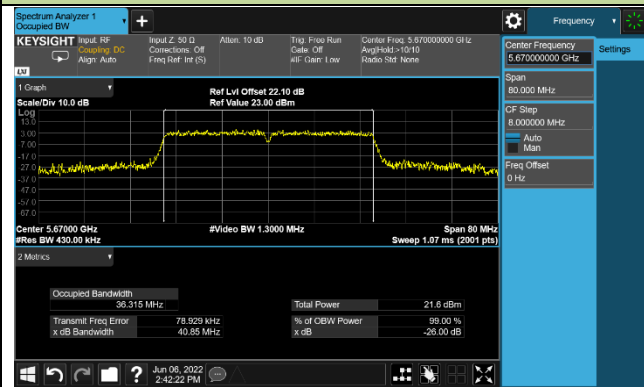 Spectrum Analyzer 1
Occupied BW
+
Frequency
KEYSIGHT
Input: RF
Coupling: DC
Align: Auto
Input Z: 50 Ω
Corrections: Off
Freq Ref: Int (S)
Atten: 10 dB
Trig: Free Run
Gate: Off
#IF Gain: Low
Center Freq: 5.670000000 GHz
Avg|Hold:>10/10
Radio Std: None
LXI
1 Graph
Scale/Div 10.0 dB
Ref Lvl Offset 22.10 dB
Ref Value 23.00 dBm
Log
13.0
3.00
-7.00
-17.0
-27.0
-37.0
-47.0
-57.0
-67.0
Center 5.67000 GHz
#Res BW 430.00 kHz
#Video BW 1.3000 MHz
Span 80 MHz
Sweep 1.07 ms (2001 pts)
2 Metrics
Occupied Bandwidth
36.315 MHz
Total Power 21.6 dBm
Transmit Freq Error 78.929 kHz
% of OBW Power 99.00 %
x dB Bandwidth 40.85 MHz
x dB -26.00 dB
Center Frequency
5.670000000 GHz
Settings
Span
80.000 MHz
CF Step
8.000000 MHz
Auto
Man
Freq Offset
0 Hz
?
Jun 06, 2022
2:42:22 PM